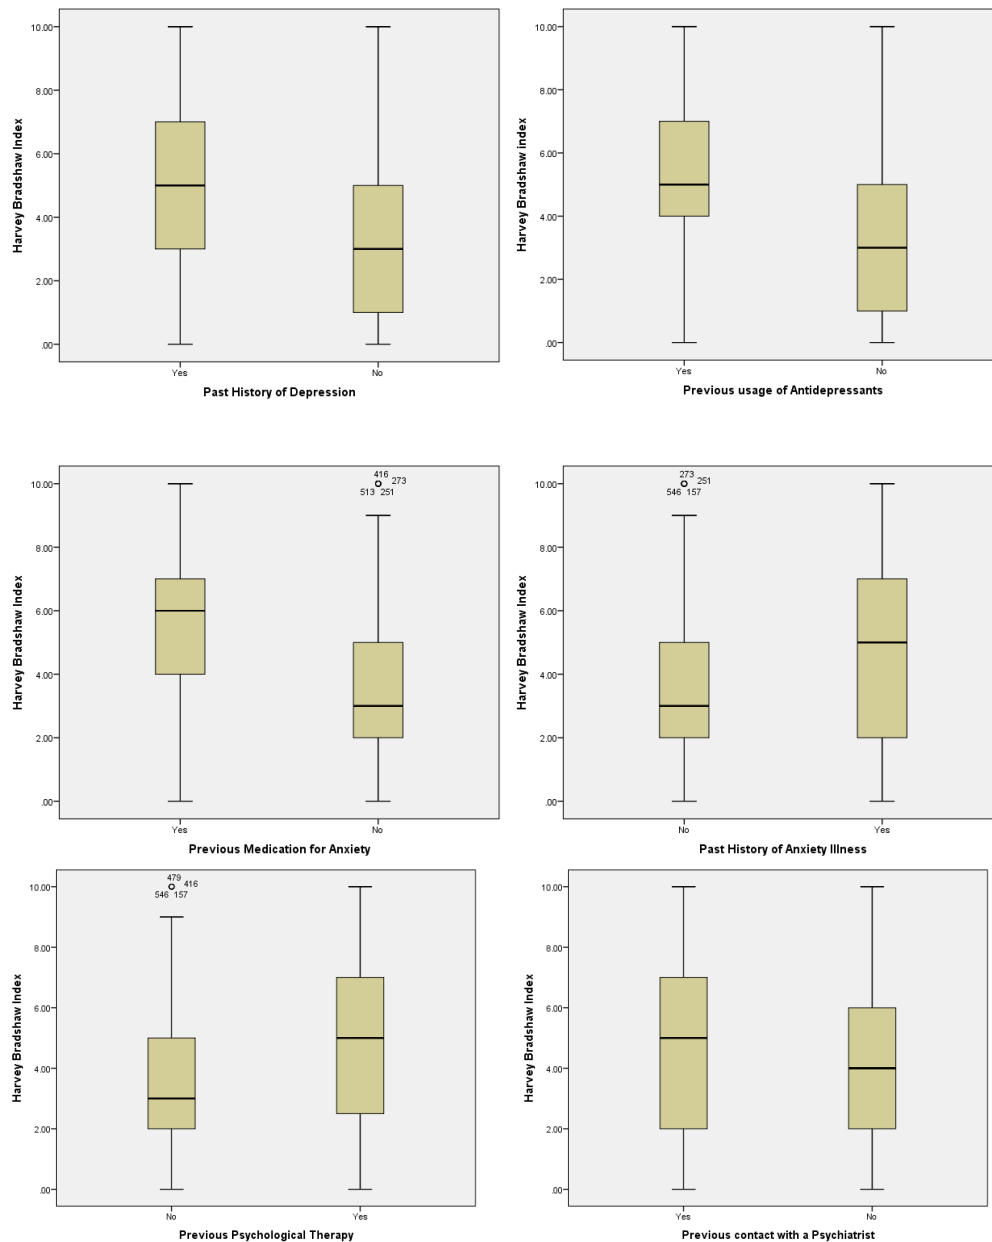 10.00
8.00
6.00
4.00
2.00
.00
Harvey Bradshaw Index
Yes
No
Past History of Depression
10.00
8.00
6.00
4.00
2.00
.00
Harvey Bradshaw index
Yes
No
Previous usage of Antidepressants
416
273
513 251
10.00
8.00
6.00
4.00
2.00
.00
Harvey Bradshaw Index
Yes
No
Previous Medication for Anxiety
273
251
546 157
10.00
8.00
6.00
4.00
2.00
.00
Harvey Bradshaw Index
No
Yes
Past History of Anxiety Illness
479
416
546 157
10.00
8.00
6.00
4.00
2.00
.00
Harvey Bradshaw Index
No
Yes
Previous Psychological Therapy
10.00
8.00
6.00
4.00
2.00
.00
Harvey Bradshaw Index
Yes
No
Previous contact with a Psychiatrist